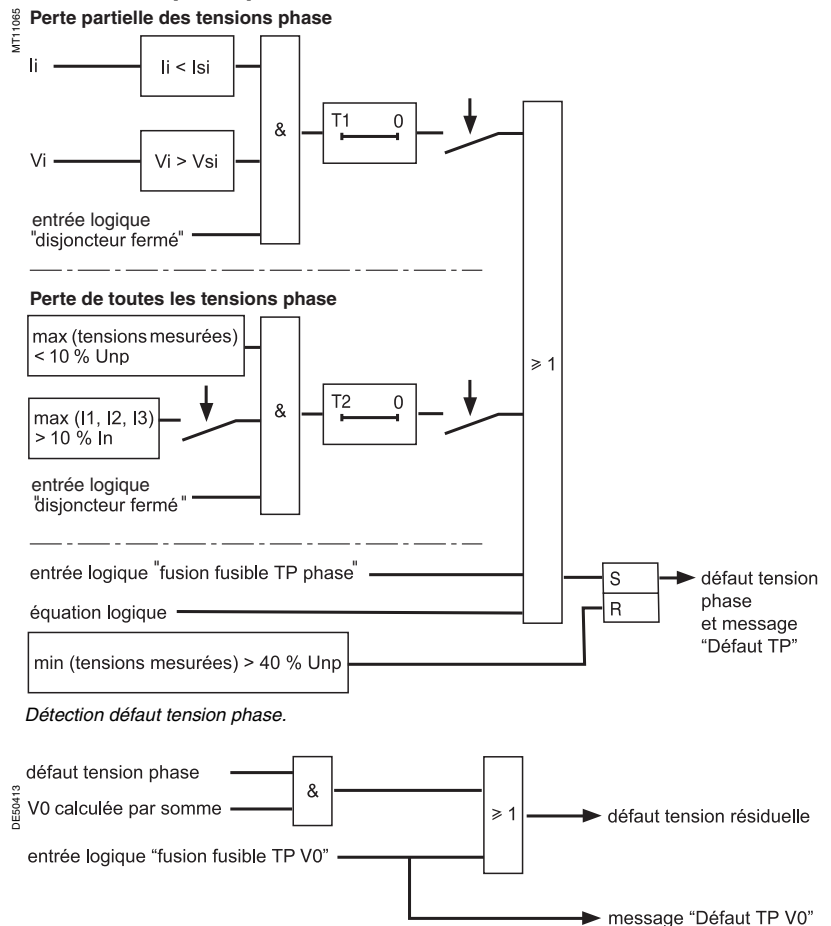 MT11065
Perte partielle des tensions phase
Ii
Ii < Isi
&
T1 0
Vi
Vi > Vsi
entrée logique
"disjoncteur fermé"
Perte de toutes les tensions phase
max (tensions mesurées)
< 10 % Unp
≥ 1
max (I1, I2, I3)
> 10 % In
&
T2 0
entrée logique
"disjoncteur fermé"
entrée logique "fusion fusible TP phase"
S
R
défaut tension
phase
et message
“Défaut TP”
équation logique
min (tensions mesurées) > 40 % Unp
Détection défaut tension phase.
DE50413
défaut tension phase
V0 calculée par somme
&
≥ 1
défaut tension résiduelle
entrée logique “fusion fusible TP V0”
message “Défaut TP V0”